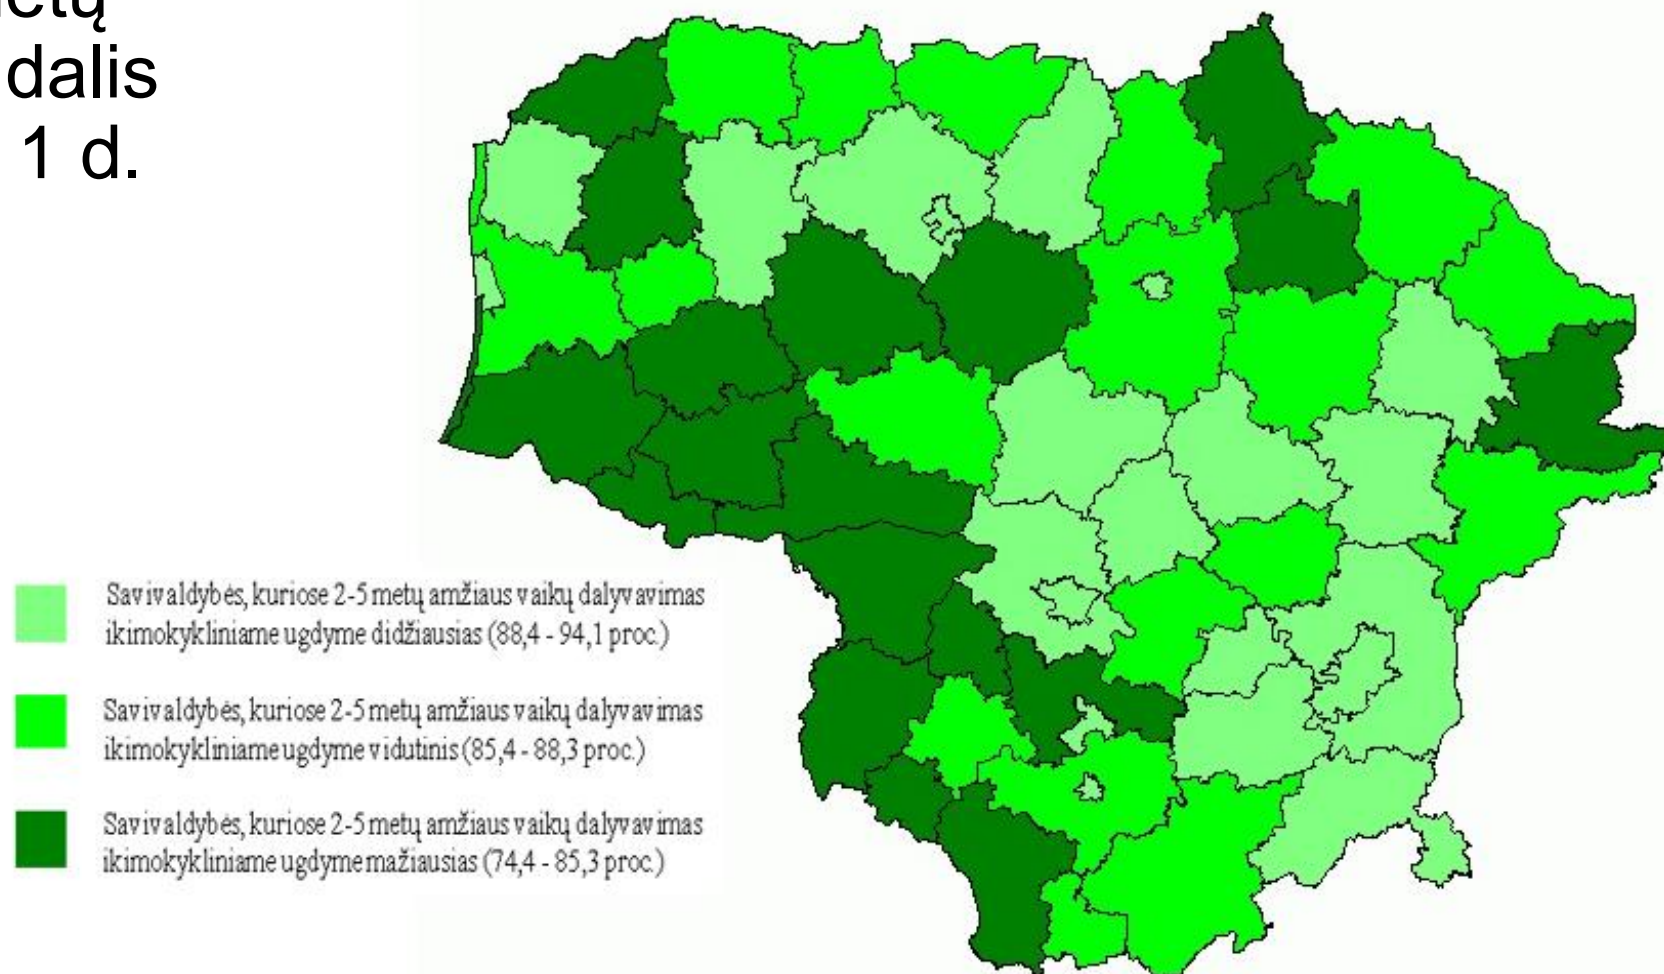 dalis
1 d.
Savivaldybės, kuriose 2-5 metų amžiaus vaikų dalyvavimas
ikimokykliniame ugdyme didžiausias (88,4 - 94,1 proc.)
Savivaldybės, kuriose 2-5 metų amžiaus vaikų dalyvavimas
ikimokykliniame ugdyme vidutinis (85,4 - 88,3 proc.)
Savivaldybės, kuriose 2-5 metų amžiaus vaikų dalyvavimas
ikimokykliniame ugdyme mažiausias (74,4 - 85,3 proc.)